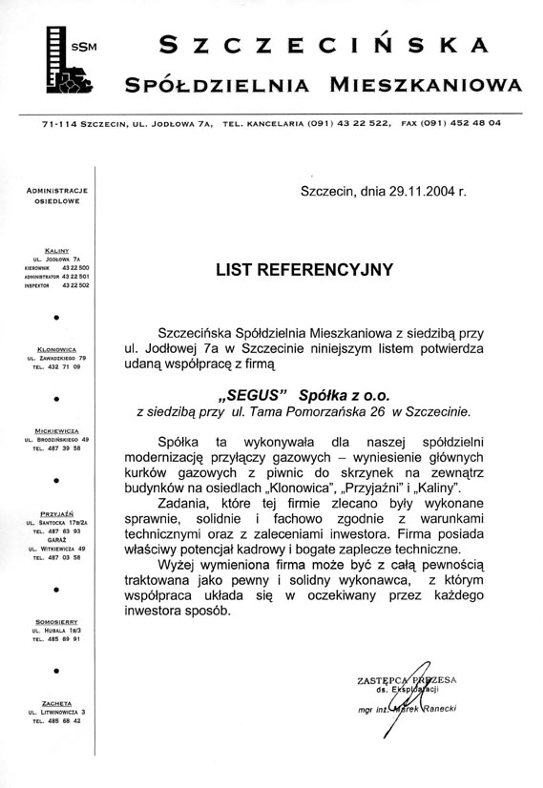 SSM
SZCZECIŃSKA
SPÓŁDZIELNIA MIESZKANIOWA
71-114 SZCZECIN, UL. JODŁOWA 7A, TEL. KANCELARIA (091) 43 22 522, FAX (091) 452 48 04
ADMINISTRACJE
OSIEDLOWE
KALINY
UL. JODŁOWA 7A
KIEROWNIK 43 22 500
ADMINISTRATOR 43 22 501
INSPEKTOR 43 22 502
KLONOWICA
UL. ZAWADZKIEGO 79
TEL. 432 71 09
MICKIEWICZA
UL. BRODZIŃSKIEGO 49
TEL. 487 39 58
PRZYJAŹŃ
UL. SANTOCKA 17B/2A
TEL. 487 63 93
GARAŻ
UL. WITKIEWICZA 49
TEL. 487 03 58
SOMOSIERRY
UL. HUBALA 1B/3
TEL. 485 89 91
ZACHĘTA
UL. LITWINOWICZA 3
TEL. 485 68 42
Szczecin, dnia 29.11.2004 r.
LIST REFERENCYJNY
Szczecińska Spółdzielnia Mieszkaniowa z siedzibą przy
ul. Jodłowej 7a w Szczecinie niniejszym listem potwierdza
udaną współpracę z firmą
„SEGUS” Spółka z o.o.
z siedzibą przy ul. Tama Pomorzańska 26 w Szczecinie.
Spółka ta wykonywała dla naszej spółdzielni
modernizację przyłączy gazowych – wyniesienie głównych
kurków gazowych z piwnic do skrzynek na zewnątrz
budynków na osiedlach „Klonowica”, „Przyjaźni” i „Kaliny”.
Zadania, które tej firmie zlecano były wykonane
sprawnie, solidnie i fachowo zgodnie z warunkami
technicznymi oraz z zaleceniami inwestora. Firma posiada
właściwy potencjał kadrowy i bogate zaplecze techniczne.
Wyżej wymieniona firma może być z całą pewnością
traktowana jako pewny i solidny wykonawca, z którym
współpraca układa się w oczekiwany przez każdego
inwestora sposób.
ZASTĘPCA PREZESA
ds. Eksploatacji
mgr inż. Marek Ranecki